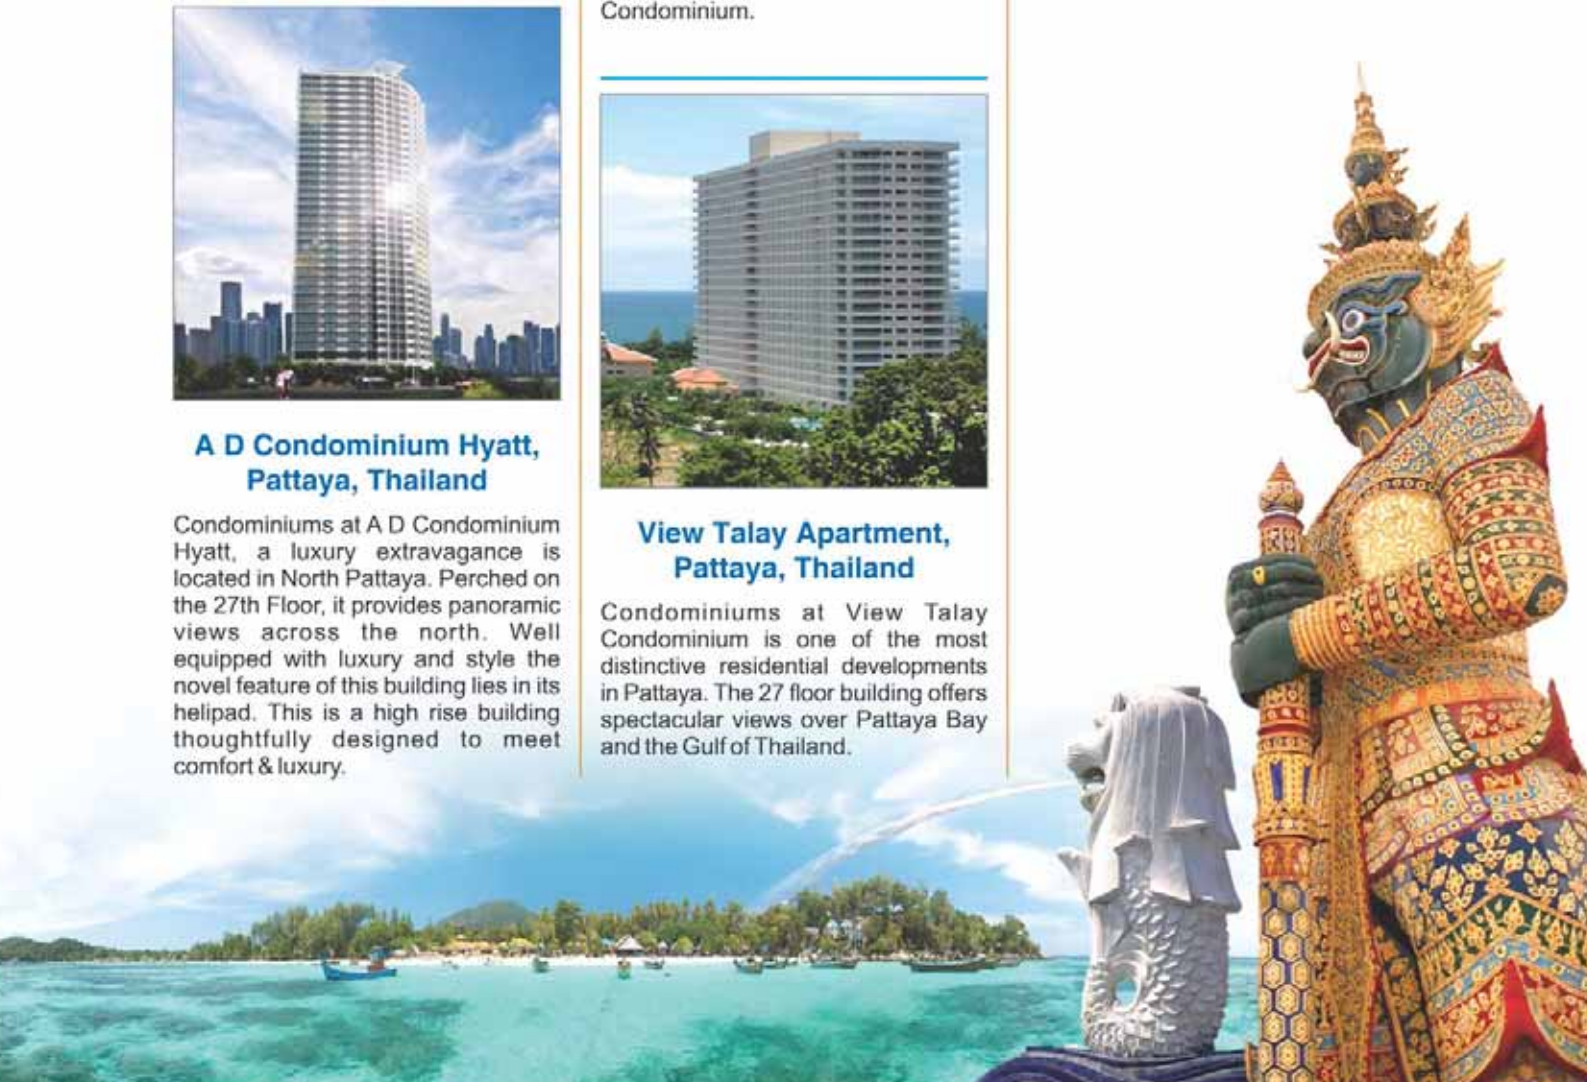 A D Condominium Hyatt,
Pattaya, Thailand
Condominiums at A D Condominium
Hyatt, a luxury extravagance is
located in North Pattaya. Perched on
the 27th Floor, it provides panoramic
views across the north. Well
equipped with luxury and style the
novel feature of this building lies in its
helipad. This is a high rise building
thoughtfully designed to meet
comfort & luxury.
Condominium.
View Talay Apartment,
Pattaya, Thailand
Condominiums at View Talay
Condominium is one of the most
distinctive residential developments
in Pattaya. The 27 floor building offers
spectacular views over Pattaya Bay
and the Gulf of Thailand.